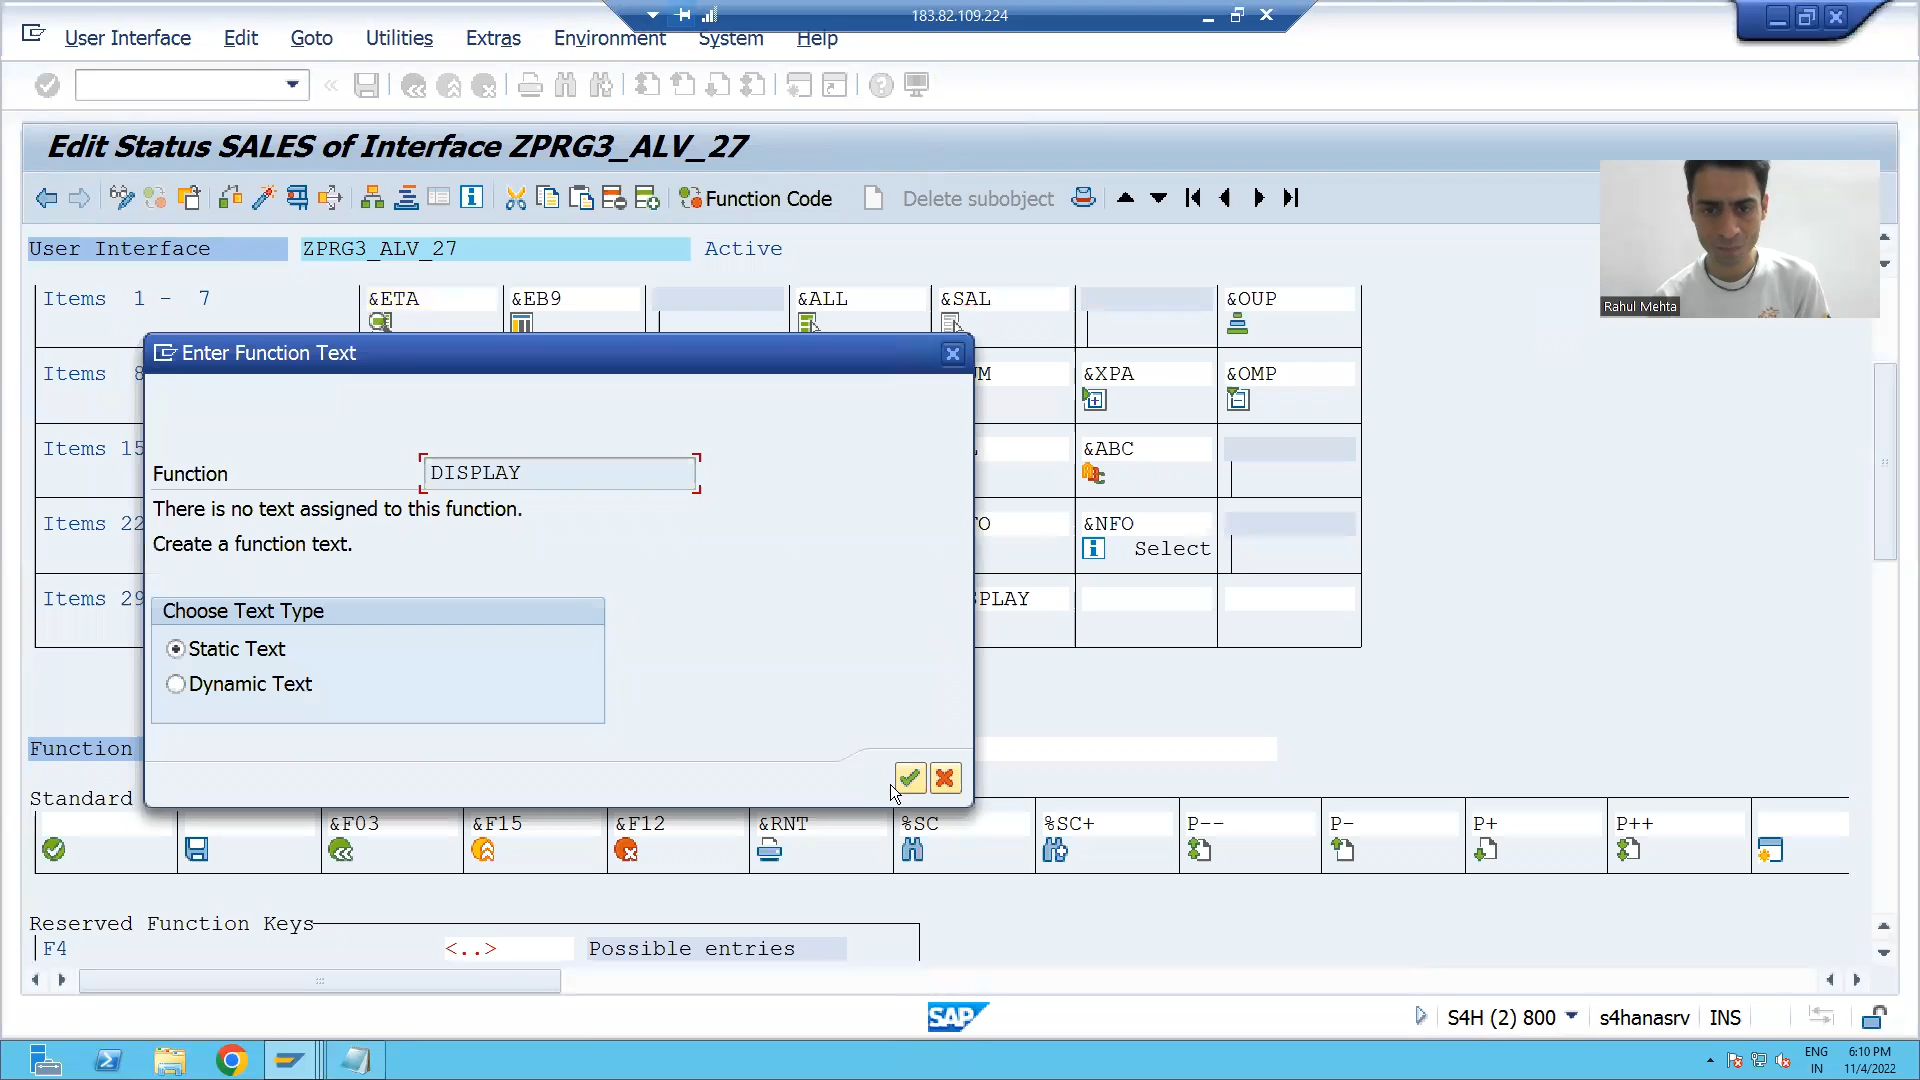 183.82.109.224
User Interface Edit Goto Utilities Extras Environment System Help
Edit Status SALES of Interface ZPRG3_ALV_27
Function Code Delete subobject
User Interface ZPRG3_ALV_27 Active
Rahul Mehta
Items 1 - 7 &ETA &EB9 &ALL &SAL &OUP
Enter Function Text
Items 8 UM &XPA &OMP
Items 15 &ABC
Function DISPLAY
There is no text assigned to this function.
Items 22 FO &NFO
Create a function text.
Select
Items 29 SPLAY
Choose Text Type
Static Text
Dynamic Text
Function
Standard
&F03 &F15 &F12 &RNT %SC %SC+ P-- P- P+ P++
Reserved Function Keys
F4 <..> Possible entries
SAP S4H (2) 800 s4hanasrv INS
ENG 6:10 PM
IN 11/4/2022